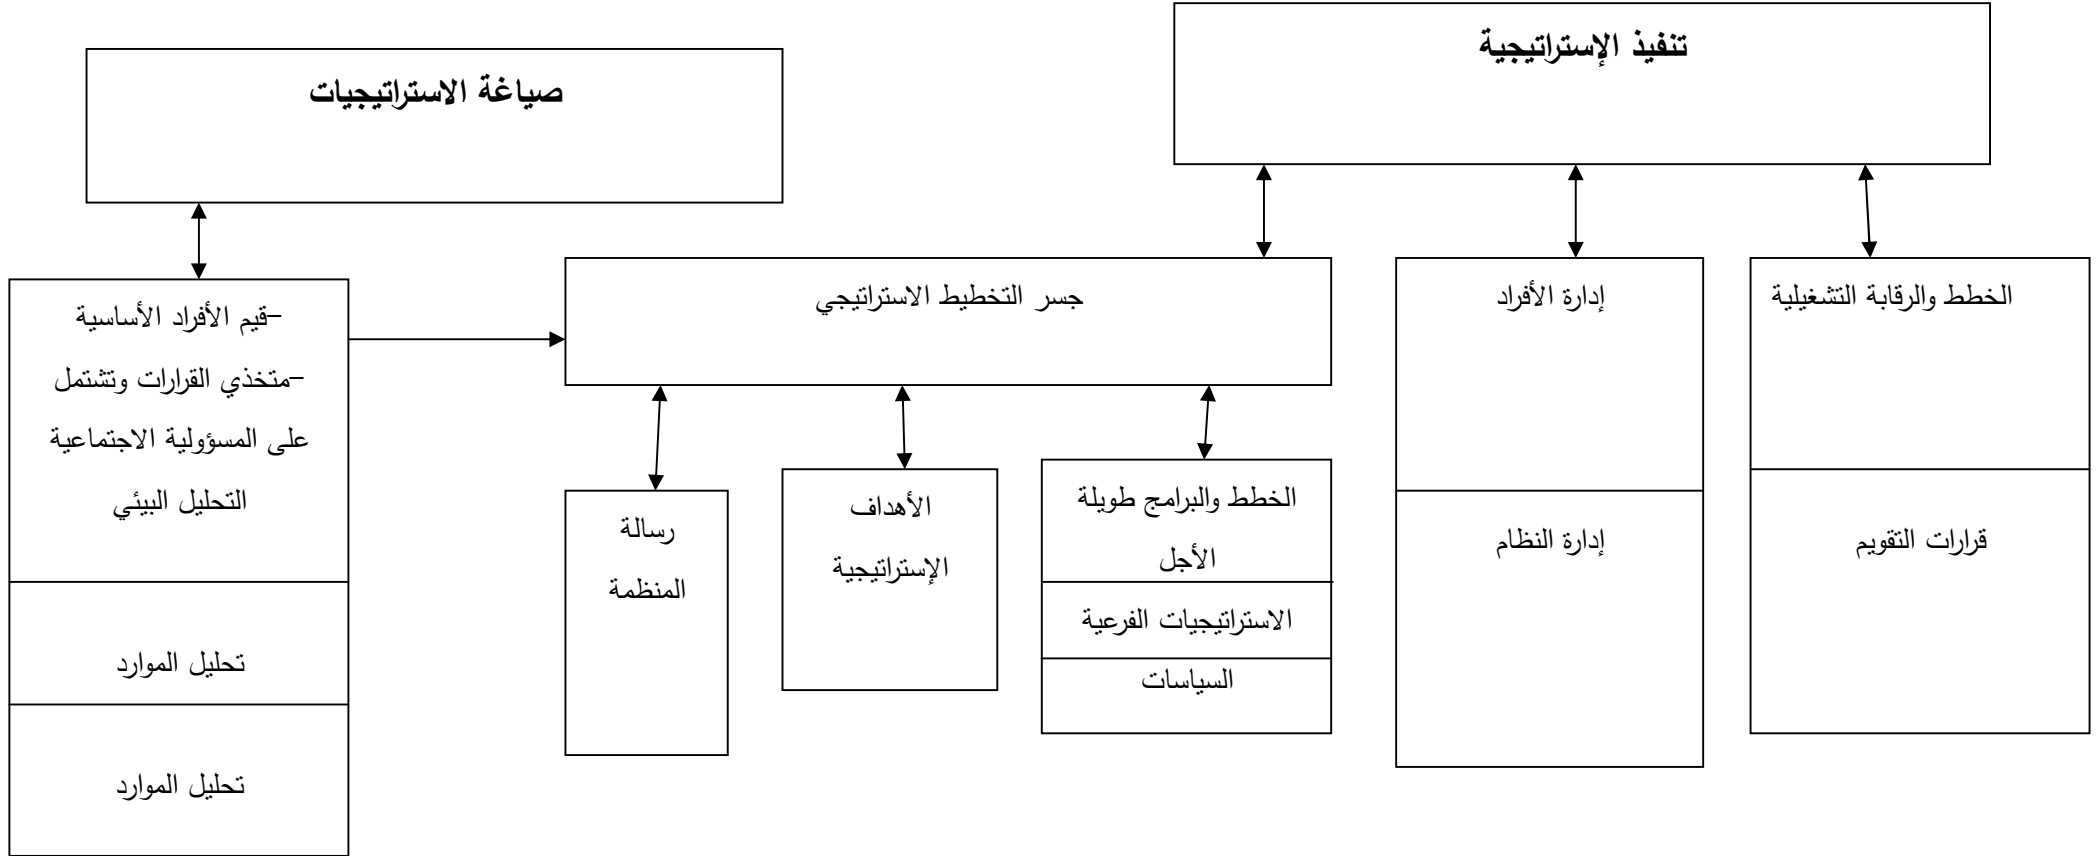 تنفيذ الإستراتيجية
صياغة الاستراتيجيات
الخطط والرقابة التشغيلية
قرارات التقويم
إدارة الأفراد
إدارة النظام
جسر التخطيط الاستراتيجي
الخطط والبرامج طويلة
الأجل
الاستراتيجيات الفرعية
السياسات
الأهداف
الإستراتيجية
رسالة
المنظمة
-قيم الأفراد الأساسية
-متخذي القرارات وتشتمل
على المسؤولية الاجتماعية
التحليل البيئي
تحليل الموارد
تحليل الموارد